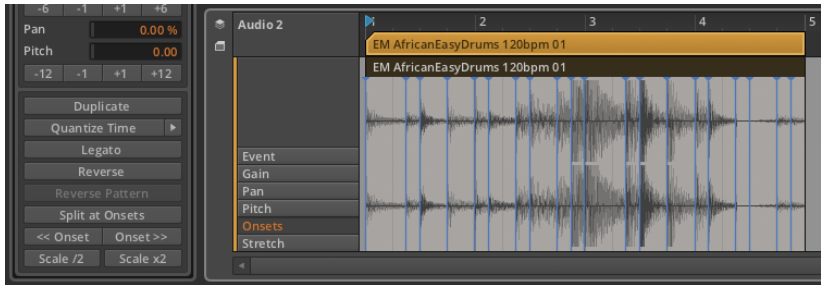 -6 -1 +1 +6
Pan 0.00 %
Pitch 0.00
-12 -1 +1 +12
Duplicate
Quantize Time
Legato
Reverse
Reverse Pattern
Split at Onsets
<< Onset Onset >>
Scale /2 Scale x2
Audio 2
1 2 3 4 5
EM AfricanEasyDrums 120bpm 01
EM AfricanEasyDrums 120bpm 01
Event
Gain
Pan
Pitch
Onsets
Stretch